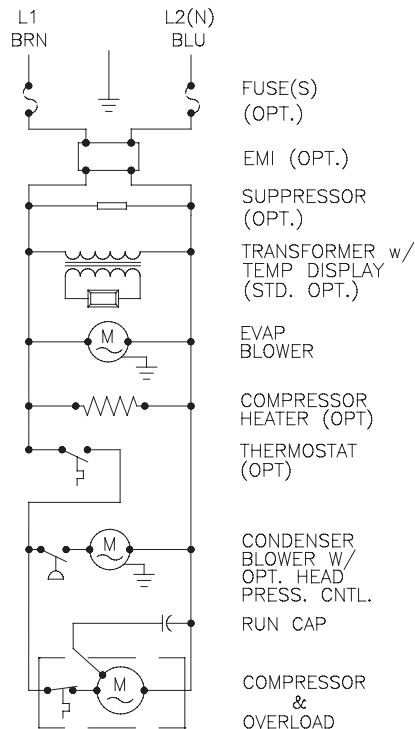 L1
BRN
L2(N)
BLU
FUSE(S)
(OPT.)
EMI (OPT.)
SUPPRESSOR
(OPT.)
TRANSFORMER w/
TEMP DISPLAY
(STD. OPT.)
M
EVAP
BLOWER
COMPRESSOR
HEATER (OPT)
THERMOSTAT
(OPT)
M
CONDENSER
BLOWER W/
OPT. HEAD
PRESS. CNTL.
RUN CAP
M
COMPRESSOR
&
OVERLOAD